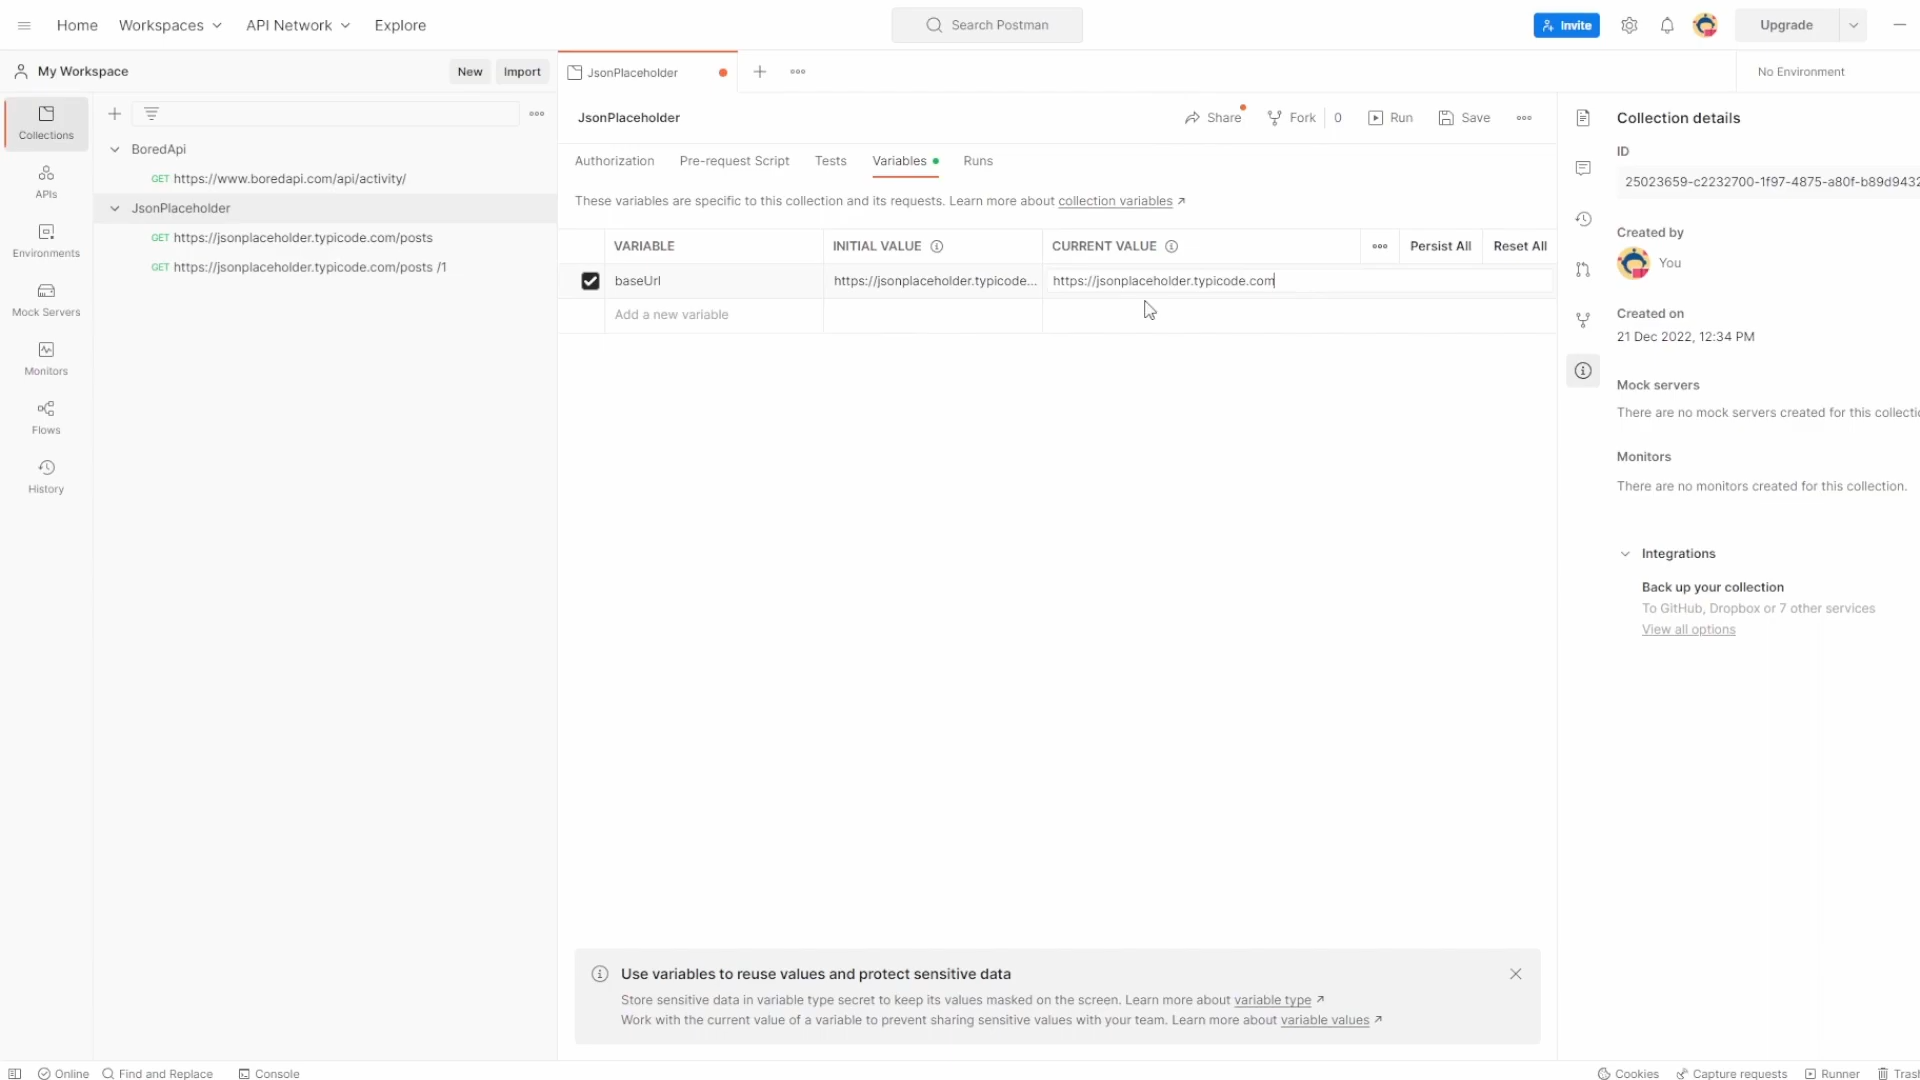 Home Workspaces API Network Explore Search Postman Invite Upgrade
My Workspace New Import JsonPlaceholder No Environment
Collections
APIs
Environments
Mock Servers
Monitors
Flows
History
BoredApi
GET https://www.boredapi.com/api/activity/
JsonPlaceholder
GET https://jsonplaceholder.typicode.com/posts
GET https://jsonplaceholder.typicode.com/posts /1
JsonPlaceholder Share Fork 0 Run Save
Authorization Pre-request Script Tests Variables Runs
These variables are specific to this collection and its requests. Learn more about collection variables ↗
VARIABLE INITIAL VALUE CURRENT VALUE Persist All Reset All
baseUrl https://jsonplaceholder.typicode... https://jsonplaceholder.typicode.com
Add a new variable
Use variables to reuse values and protect sensitive data
Store sensitive data in variable type secret to keep its values masked on the screen. Learn more about variable type ↗
Work with the current value of a variable to prevent sharing sensitive values with your team. Learn more about variable values ↗
Collection details
ID
25023659-c2232700-1f97-4875-a80f-b89d9432
Created by
You
Created on
21 Dec 2022, 12:34 PM
Mock servers
There are no mock servers created for this collectio
Monitors
There are no monitors created for this collection.
Integrations
Back up your collection
To GitHub, Dropbox or 7 other services
View all options
Online Find and Replace Console Cookies Capture requests Runner Trash